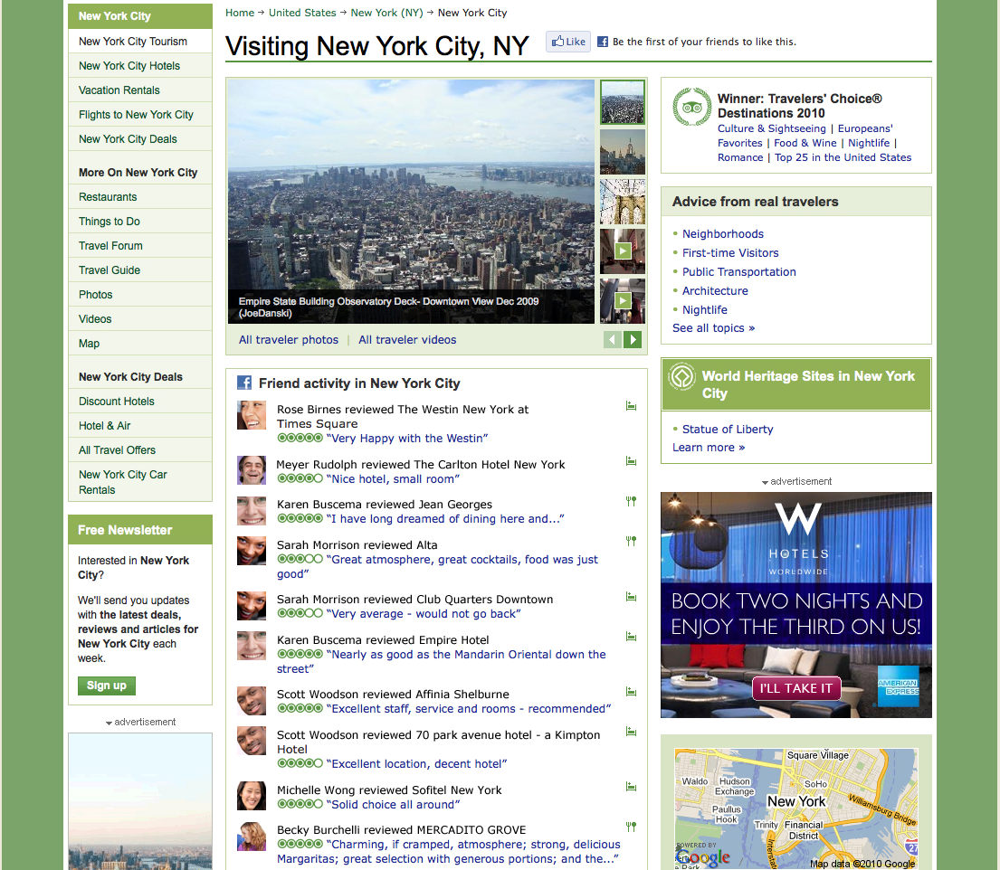 New York City
New York City Tourism
New York City Hotels
Vacation Rentals
Flights to New York City
New York City Deals
More On New York City
Restaurants
Things to Do
Travel Forum
Travel Guide
Photos
Videos
Map
New York City Deals
Discount Hotels
Hotel & Air
All Travel Offers
New York City Car
Rentals
Free Newsletter
Interested in New York
City?
We'll send you updates
with the latest deals,
reviews and articles for
New York City each
week.
Sign up
advertisement
Home → United States → New York (NY) → New York City
Visiting New York City, NY
Like
Be the first of your friends to like this.
Empire State Building Observatory Deck- Downtown View Dec 2009
(JoeDanski)
All traveler photos | All traveler videos
Friend activity in New York City
Rose Birnes reviewed The Westin New York at
Times Square
“Very Happy with the Westin”
Meyer Rudolph reviewed The Carlton Hotel New York
“Nice hotel, small room”
Karen Buscema reviewed Jean Georges
“I have long dreamed of dining here and...”
Sarah Morrison reviewed Alta
“Great atmosphere, great cocktails, food was just
good”
Sarah Morrison reviewed Club Quarters Downtown
“Very average - would not go back”
Karen Buscema reviewed Empire Hotel
“Nearly as good as the Mandarin Oriental down the
street”
Scott Woodson reviewed Affinia Shelburne
“Excellent staff, service and rooms - recommended”
Scott Woodson reviewed 70 park avenue hotel - a Kimpton
Hotel
“Excellent location, decent hotel”
Michelle Wong reviewed Sofitel New York
“Solid choice all around”
Becky Burchelli reviewed MERCADITO GROVE
“Charming, if cramped, atmosphere; strong, delicious
Margaritas; great selection with generous portions; and the...”
Winner: Travelers' Choice®
Destinations 2010
Culture & Sightseeing | Europeans'
Favorites | Food & Wine | Nightlife |
Romance | Top 25 in the United States
Advice from real travelers
Neighborhoods
First-time Visitors
Public Transportation
Architecture
Nightlife
See all topics »
World Heritage Sites in New York
City
Statue of Liberty
Learn more »
advertisement
W
HOTELS
WORLDWIDE
BOOK TWO NIGHTS AND
ENJOY THE THIRD ON US!
I'LL TAKE IT
AMERICAN
EXPRESS
Square Village
Waldo
Hudson
Exchange
SoHo
Paullus
Hook
New York
Williamsburg Bridge
Trinity
Financial
District
POWERED BY
Google
Interstate
27
Map data ©2010 Google